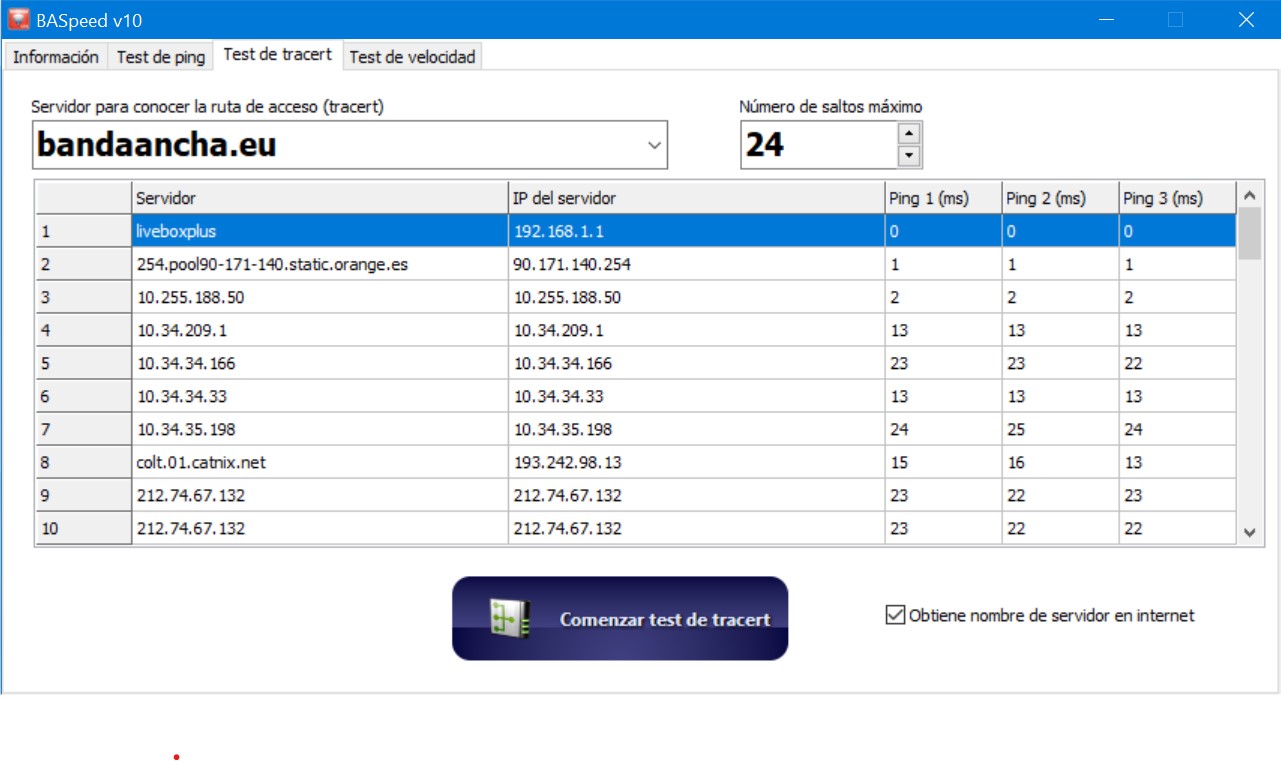 BASpeed v10
Información Test de ping Test de tracert Test de velocidad
Servidor para conocer la ruta de acceso (tracert) Número de saltos máximo
bandaancha.eu 24
Servidor IP del servidor Ping 1 (ms) Ping 2 (ms) Ping 3 (ms)
1 liveboxplus 192.168.1.1 0 0 0
2 254.pool90-171-140.static.orange.es 90.171.140.254 1 1 1
3 10.255.188.50 10.255.188.50 2 2 2
4 10.34.209.1 10.34.209.1 13 13 13
5 10.34.34.166 10.34.34.166 23 23 22
6 10.34.34.33 10.34.34.33 13 13 13
7 10.34.35.198 10.34.35.198 24 25 24
8 colt.01.catnix.net 193.242.98.13 15 16 13
9 212.74.67.132 212.74.67.132 23 22 23
10 212.74.67.132 212.74.67.132 23 22 22
Comenzar test de tracert Obtiene nombre de servidor en internet